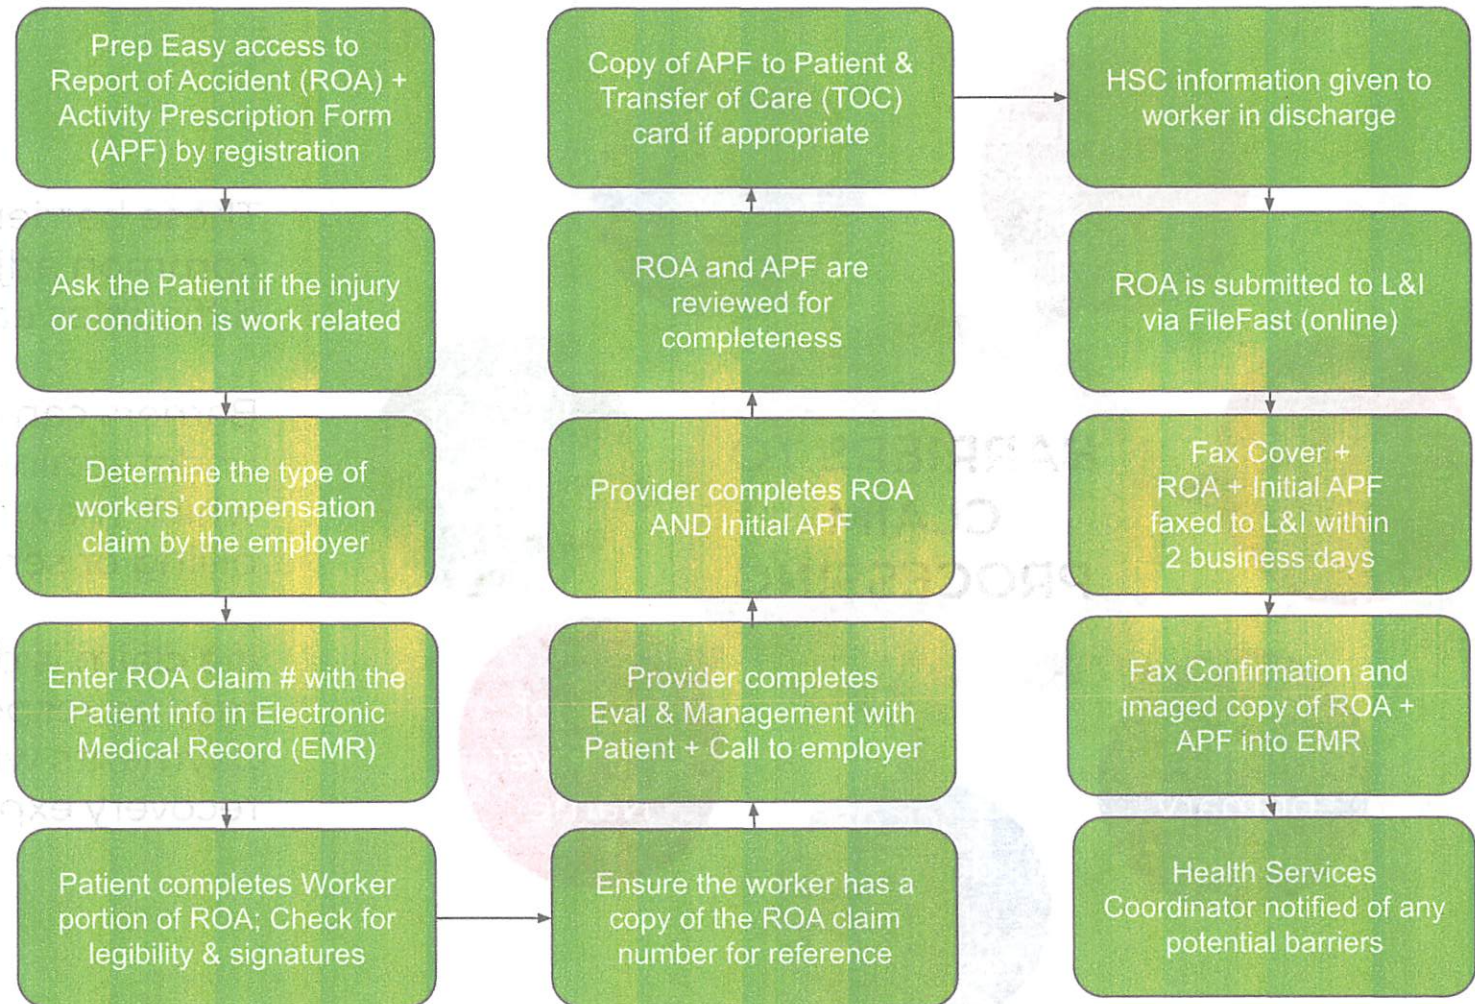 Prep Easy access to
Report of Accident (ROA) +
Activity Prescription Form
(APF) by registration
Ask the Patient if the injury
or condition is work related
Determine the type of
workers' compensation
claim by the employer
Enter ROA Claim # with the
Patient info in Electronic
Medical Record (EMR)
Patient completes Worker
portion of ROA; Check for
legibility & signatures
Ensure the worker has a
copy of the ROA claim
number for reference
Provider completes
Eval & Management with
Patient + Call to employer
Provider completes ROA
AND Initial APF
ROA and APF are
reviewed for
completeness
Copy of APF to Patient &
Transfer of Care (TOC)
card if appropriate
HSC information given to
worker in discharge
ROA is submitted to L&I
via FileFast (online)
Fax Cover +
ROA + Initial APF
faxed to L&I within
2 business days
Fax Confirmation and
imaged copy of ROA +
APF into EMR
Health Services
Coordinator notified of any
potential barriers